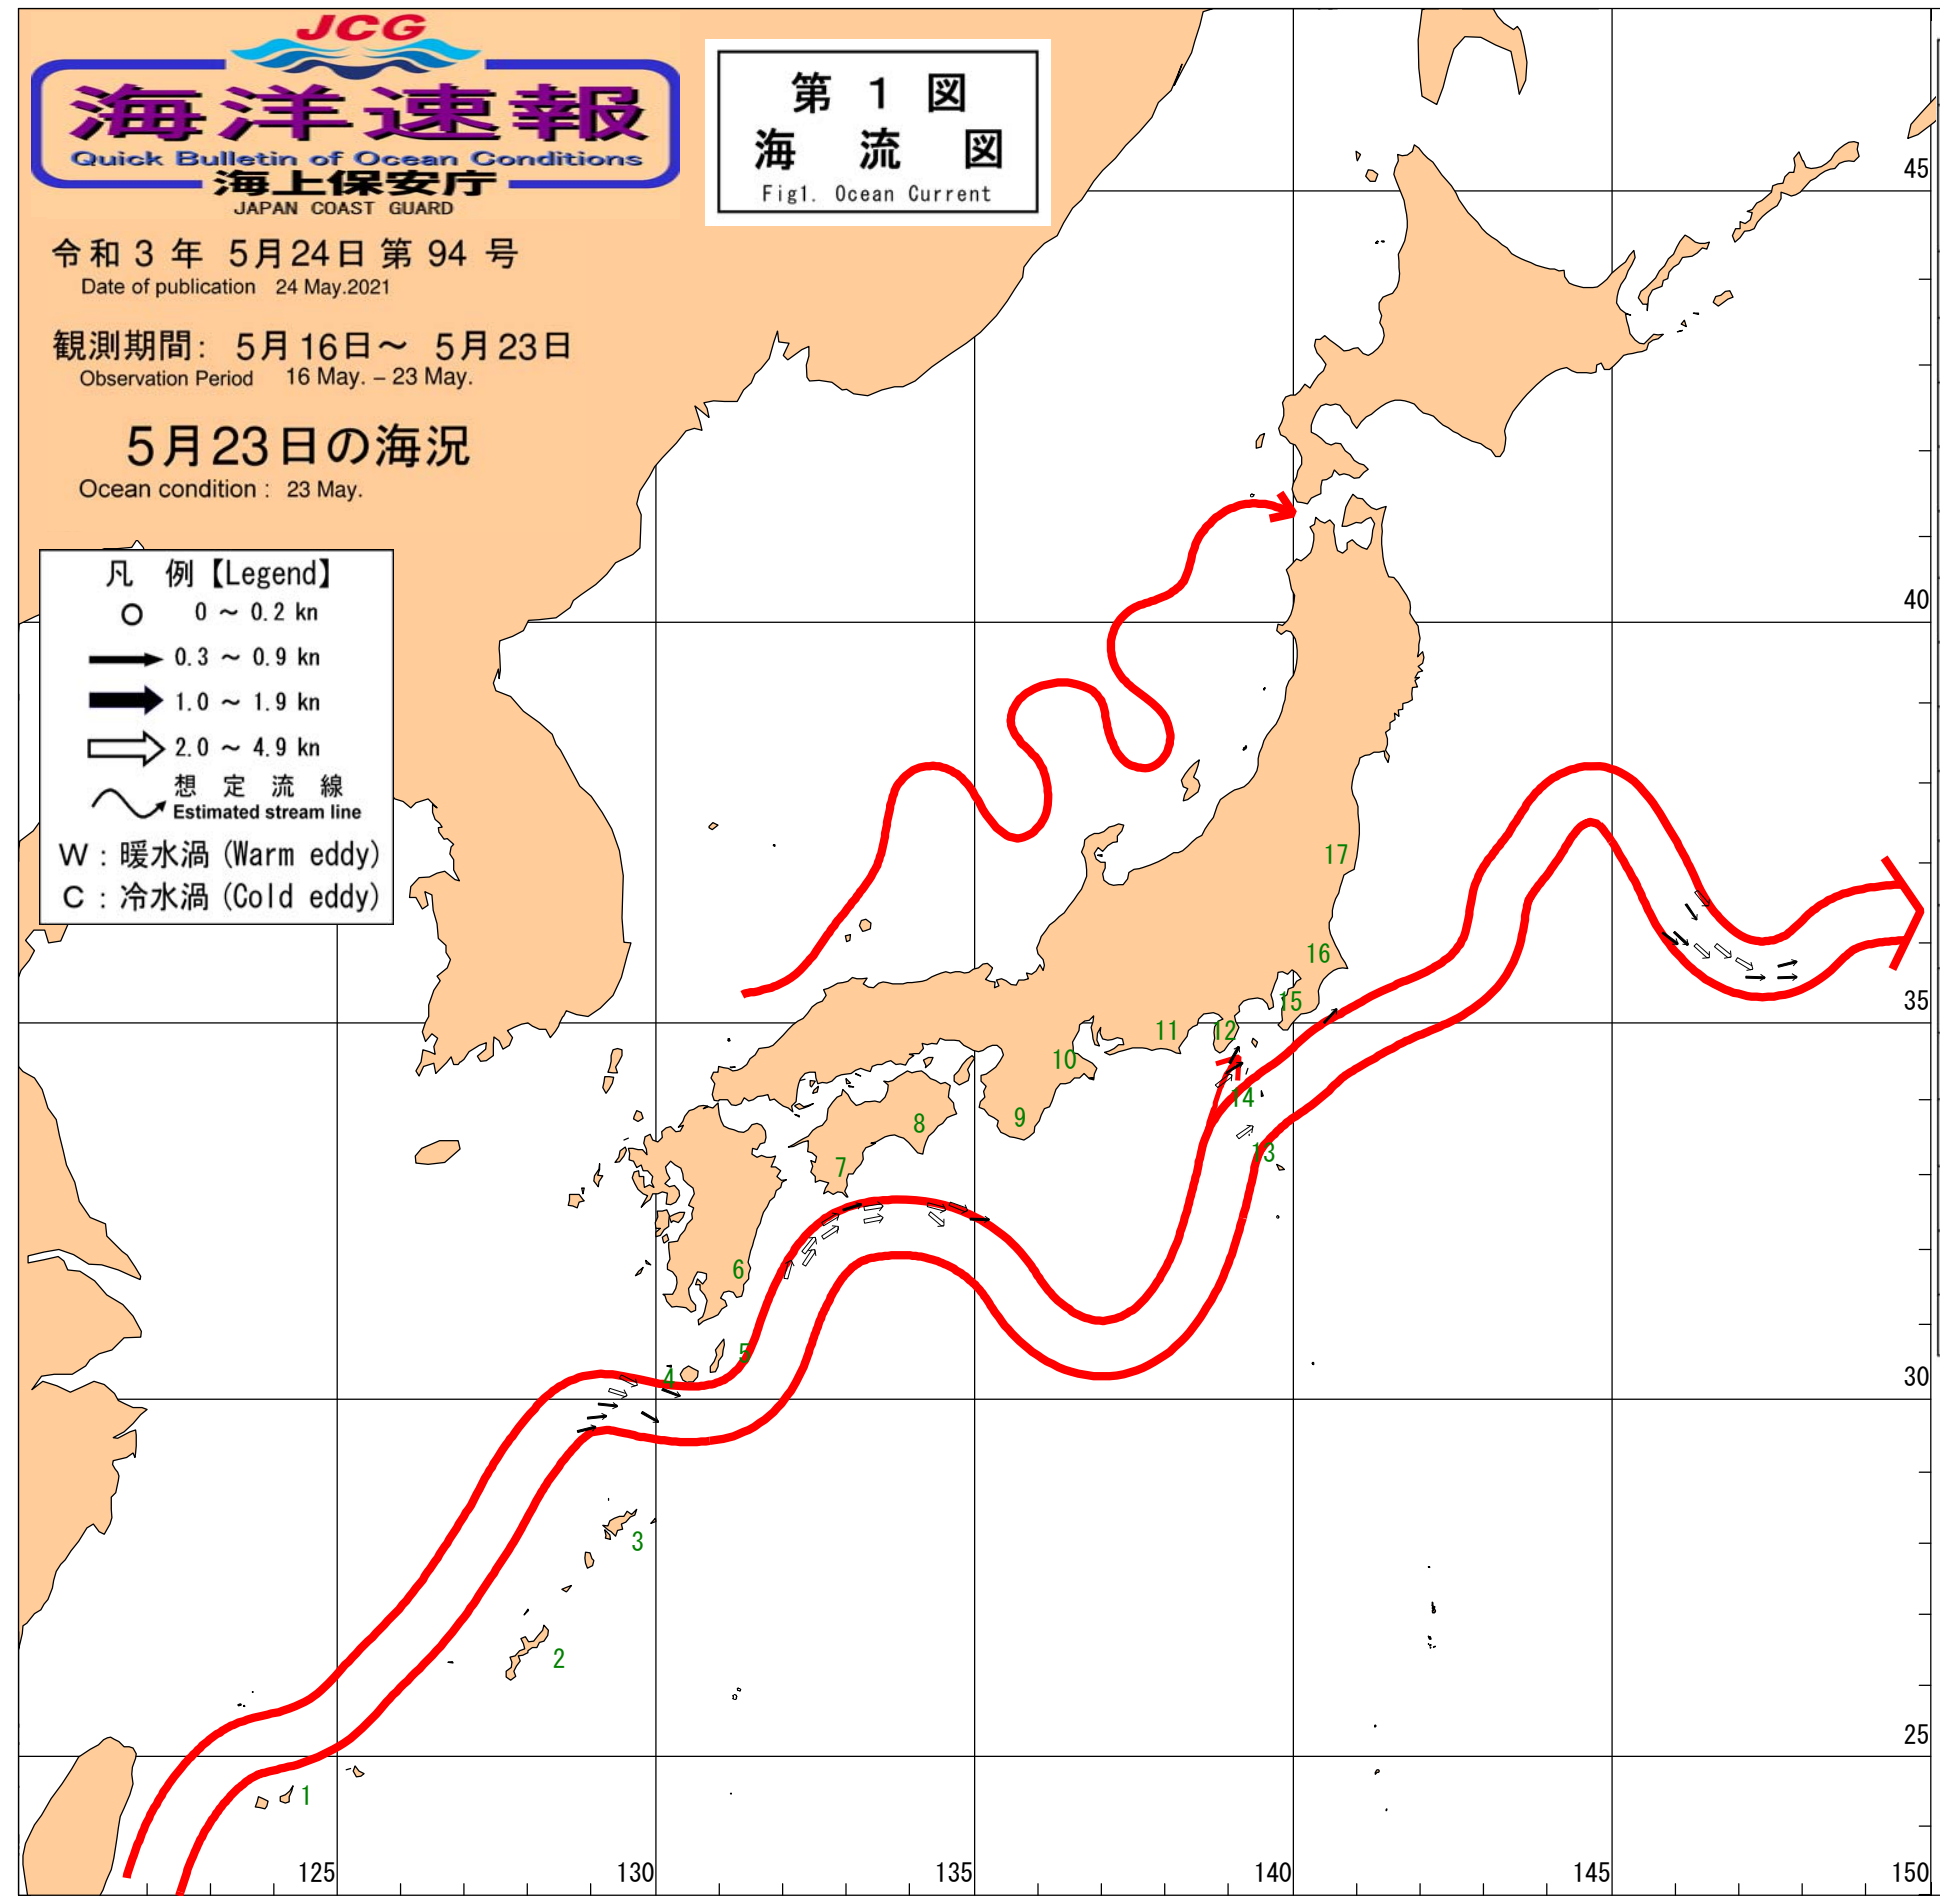 JCG
海洋速報
Quick Bulletin of Ocean Conditions
海上保安庁
JAPAN COAST GUARD
第 1 図
海 流 図
Fig1. Ocean Current
令和 3 年 5月24日 第 94 号
Date of publication 24 May.2021
観測期間: 5月16日〜 5月23日
Observation Period 16 May. – 23 May.
5月23日の海況
Ocean condition : 23 May.
凡 例【Legend】
0 〜 0.2 kn
0.3 〜 0.9 kn
1.0 〜 1.9 kn
2.0 〜 4.9 kn
想 定 流 線
Estimated stream line
W : 暖水渦 (Warm eddy)
C : 冷水渦 (Cold eddy)
45
40
17
16
35
15
12
11
10
14
9
8
13
7
6
5
4
30
3
2
25
1
125
130
135
140
145
150